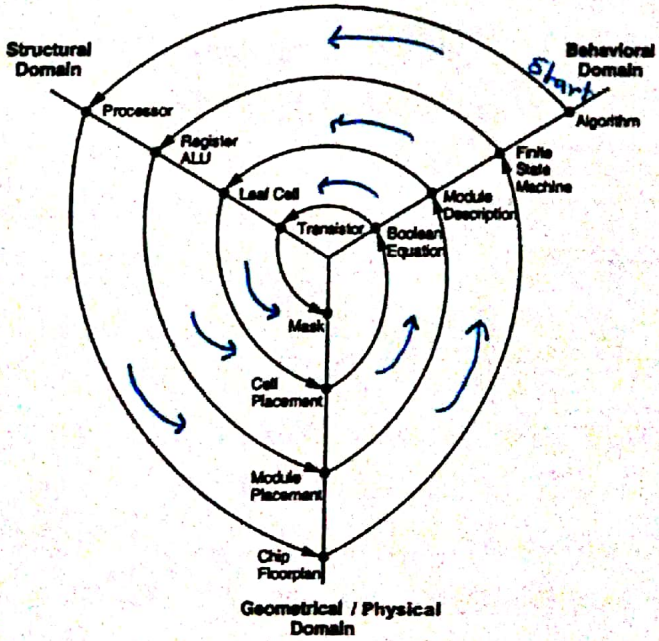 Structural
Domain
Behavioral
Domain
Start
Processor
Algorithm
Register
ALU
Finite
State
Machine
Leaf Cell
Module
Description
Transistor
Boolean
Equation
Mask
Cell
Placement
Module
Placement
Chip
Floorplan
Geometrical / Physical
Domain